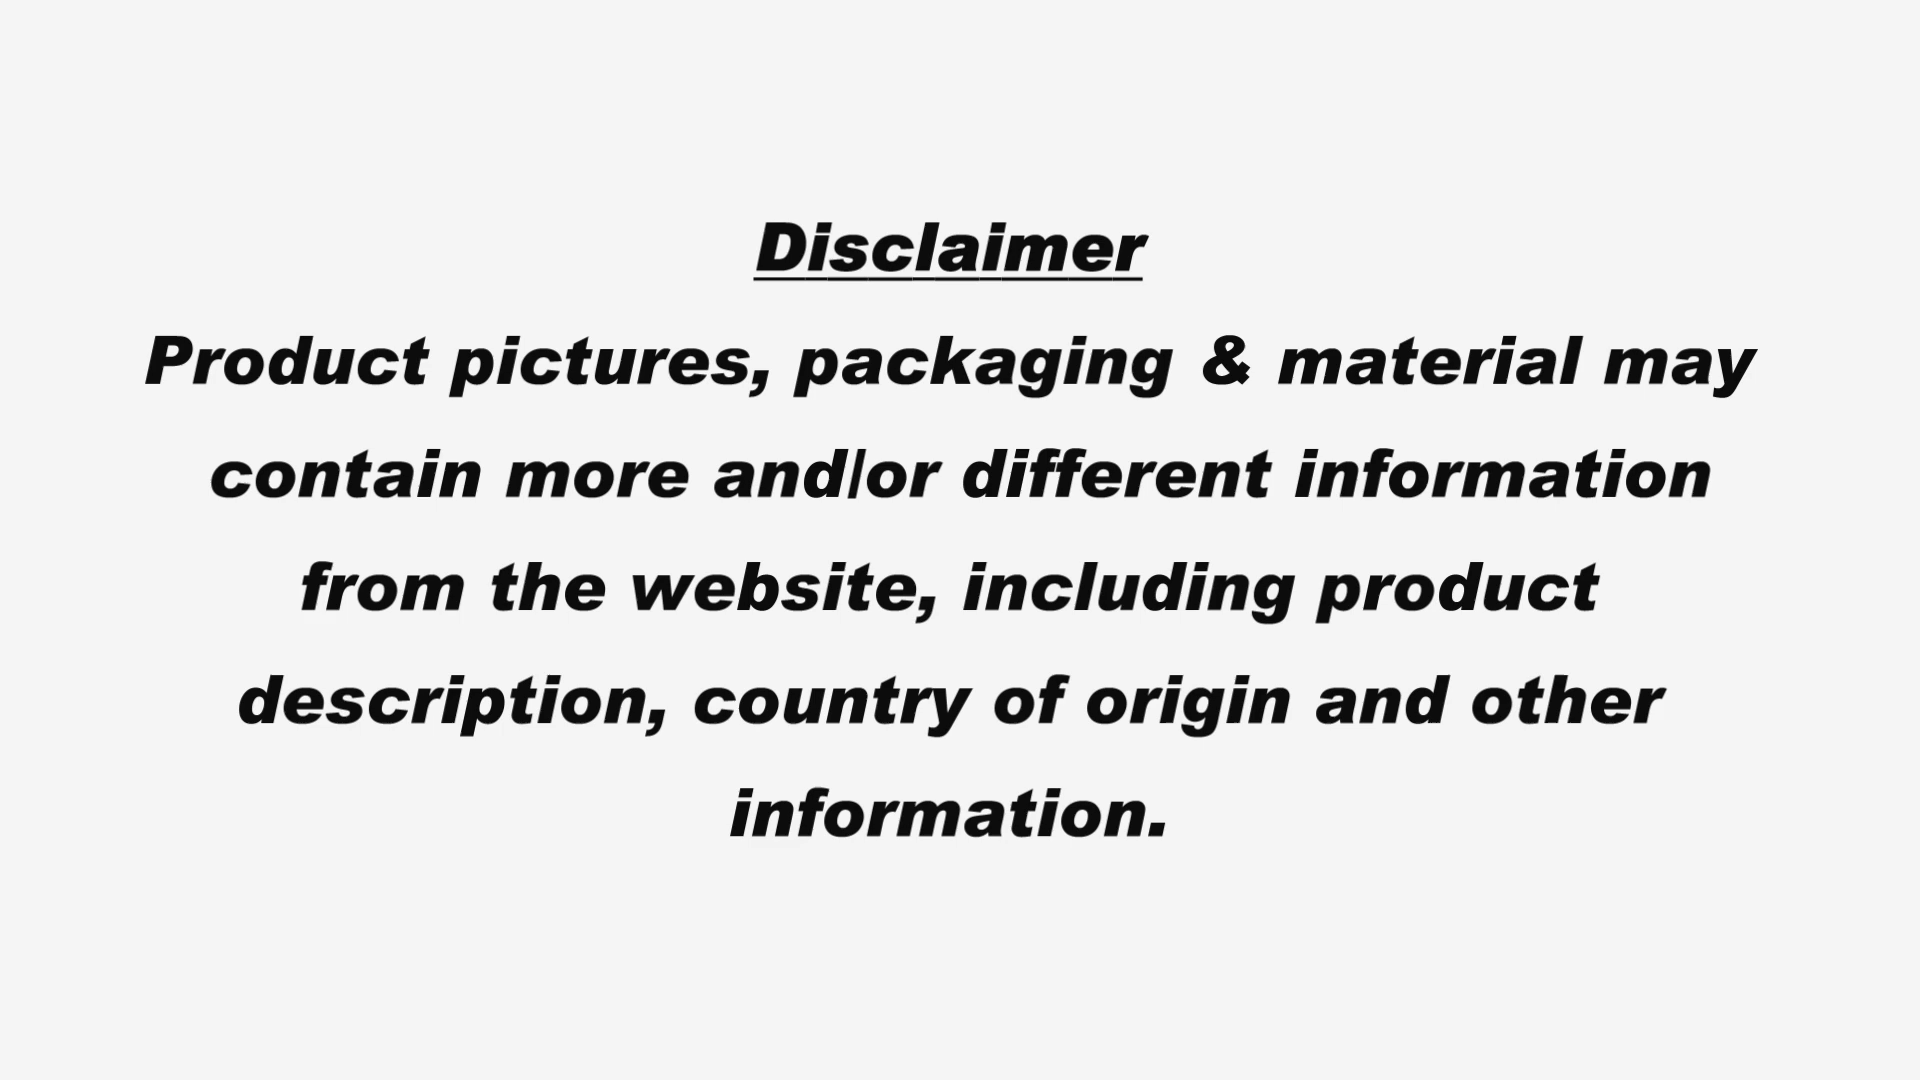 Disclaimer
Product pictures, packaging & material may
contain more and/or different information
from the website, including product
description, country of origin and other
information.